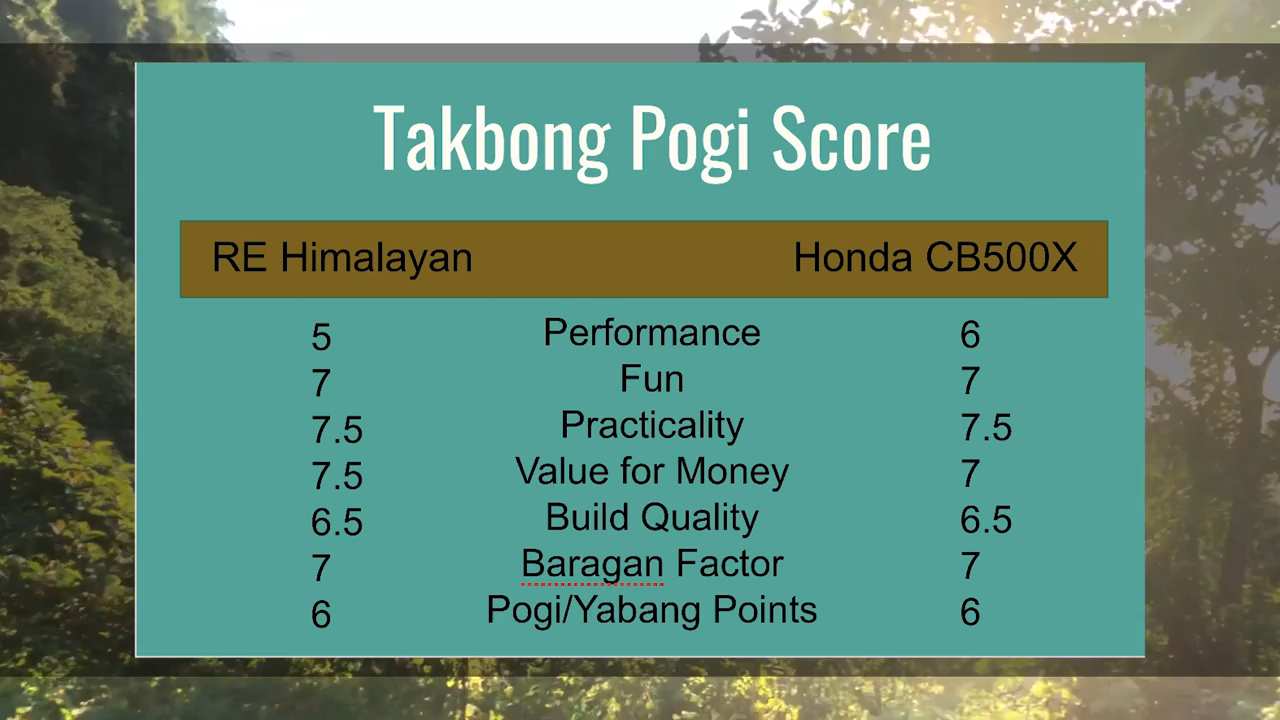 Takbong Pogi Score
RE Himalayan Honda CB500X
5 Performance 6
7 Fun 7
7.5 Practicality 7.5
7.5 Value for Money 7
6.5 Build Quality 6.5
7 Baragan Factor 7
6 Pogi/Yabang Points 6